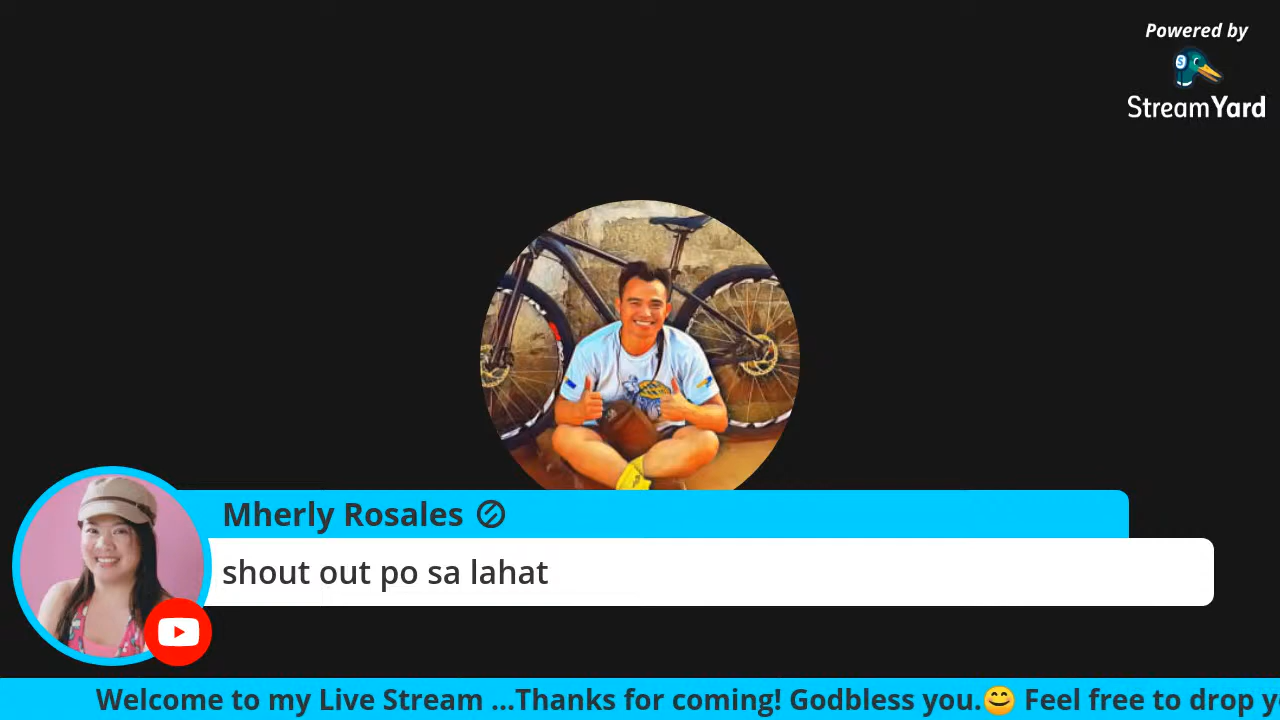 Powered by
StreamYard
Mherly Rosales
shout out po sa lahat
Welcome to my Live Stream ...Thanks for coming! Godbless you.😊 Feel free to drop